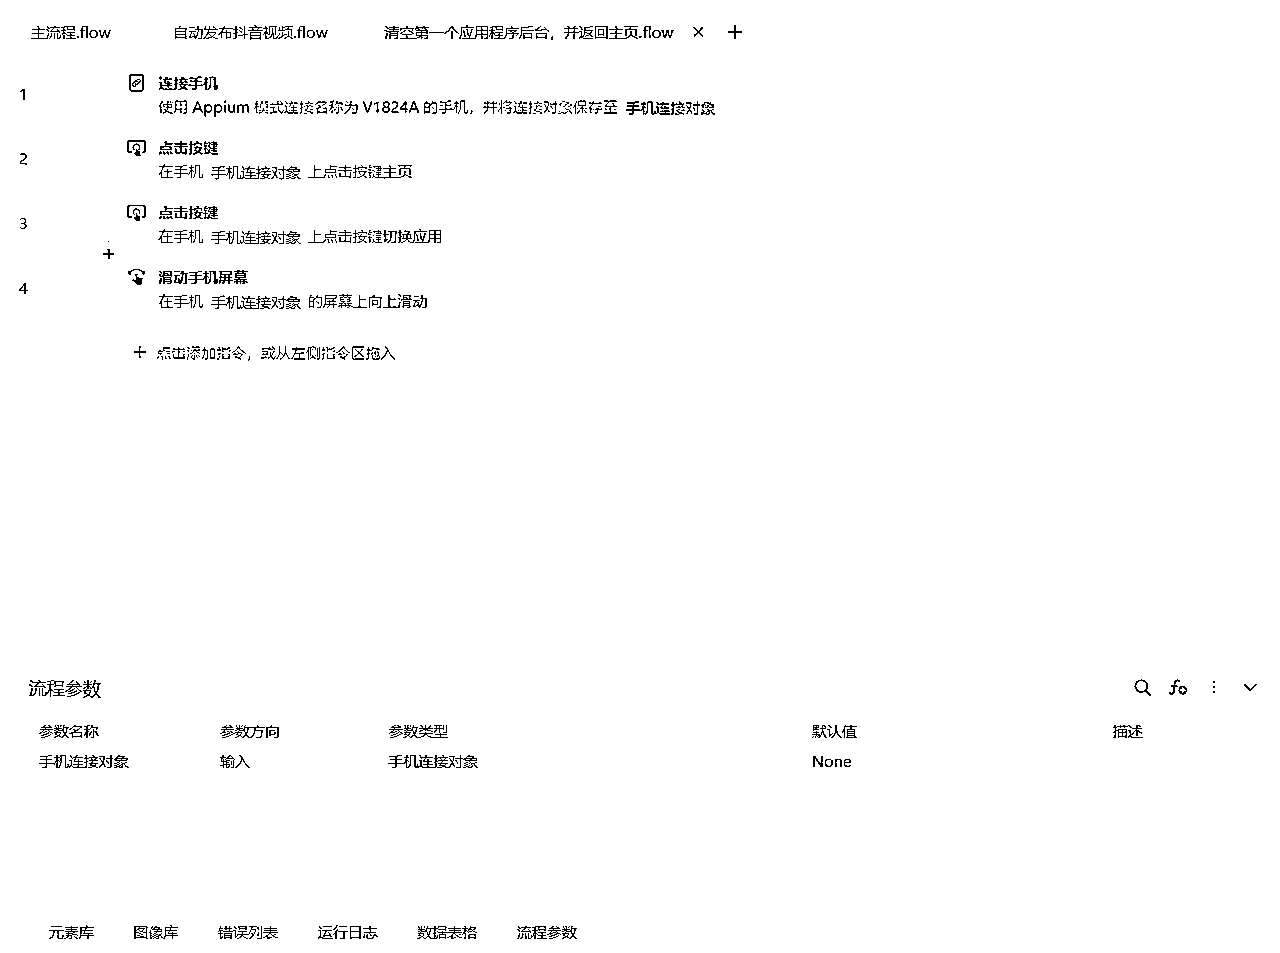 主流程.flow 自动发布抖音视频.flow 清空第一个应用程序后台，并返回主页.flow
1 连接手机
使用 Appium 模式连接名称为 V1824A 的手机，并将连接对象保存至 手机连接对象
2 点击按键
在手机 手机连接对象 上点击按键主页
3 点击按键
在手机 手机连接对象 上点击按键切换应用
4 滑动手机屏幕
在手机 手机连接对象 的屏幕上向上滑动
点击添加指令，或从左侧指令区拖入
流程参数
参数名称 参数方向 参数类型 默认值 描述
手机连接对象 输入 手机连接对象 None
元素库 图像库 错误列表 运行日志 数据表格 流程参数